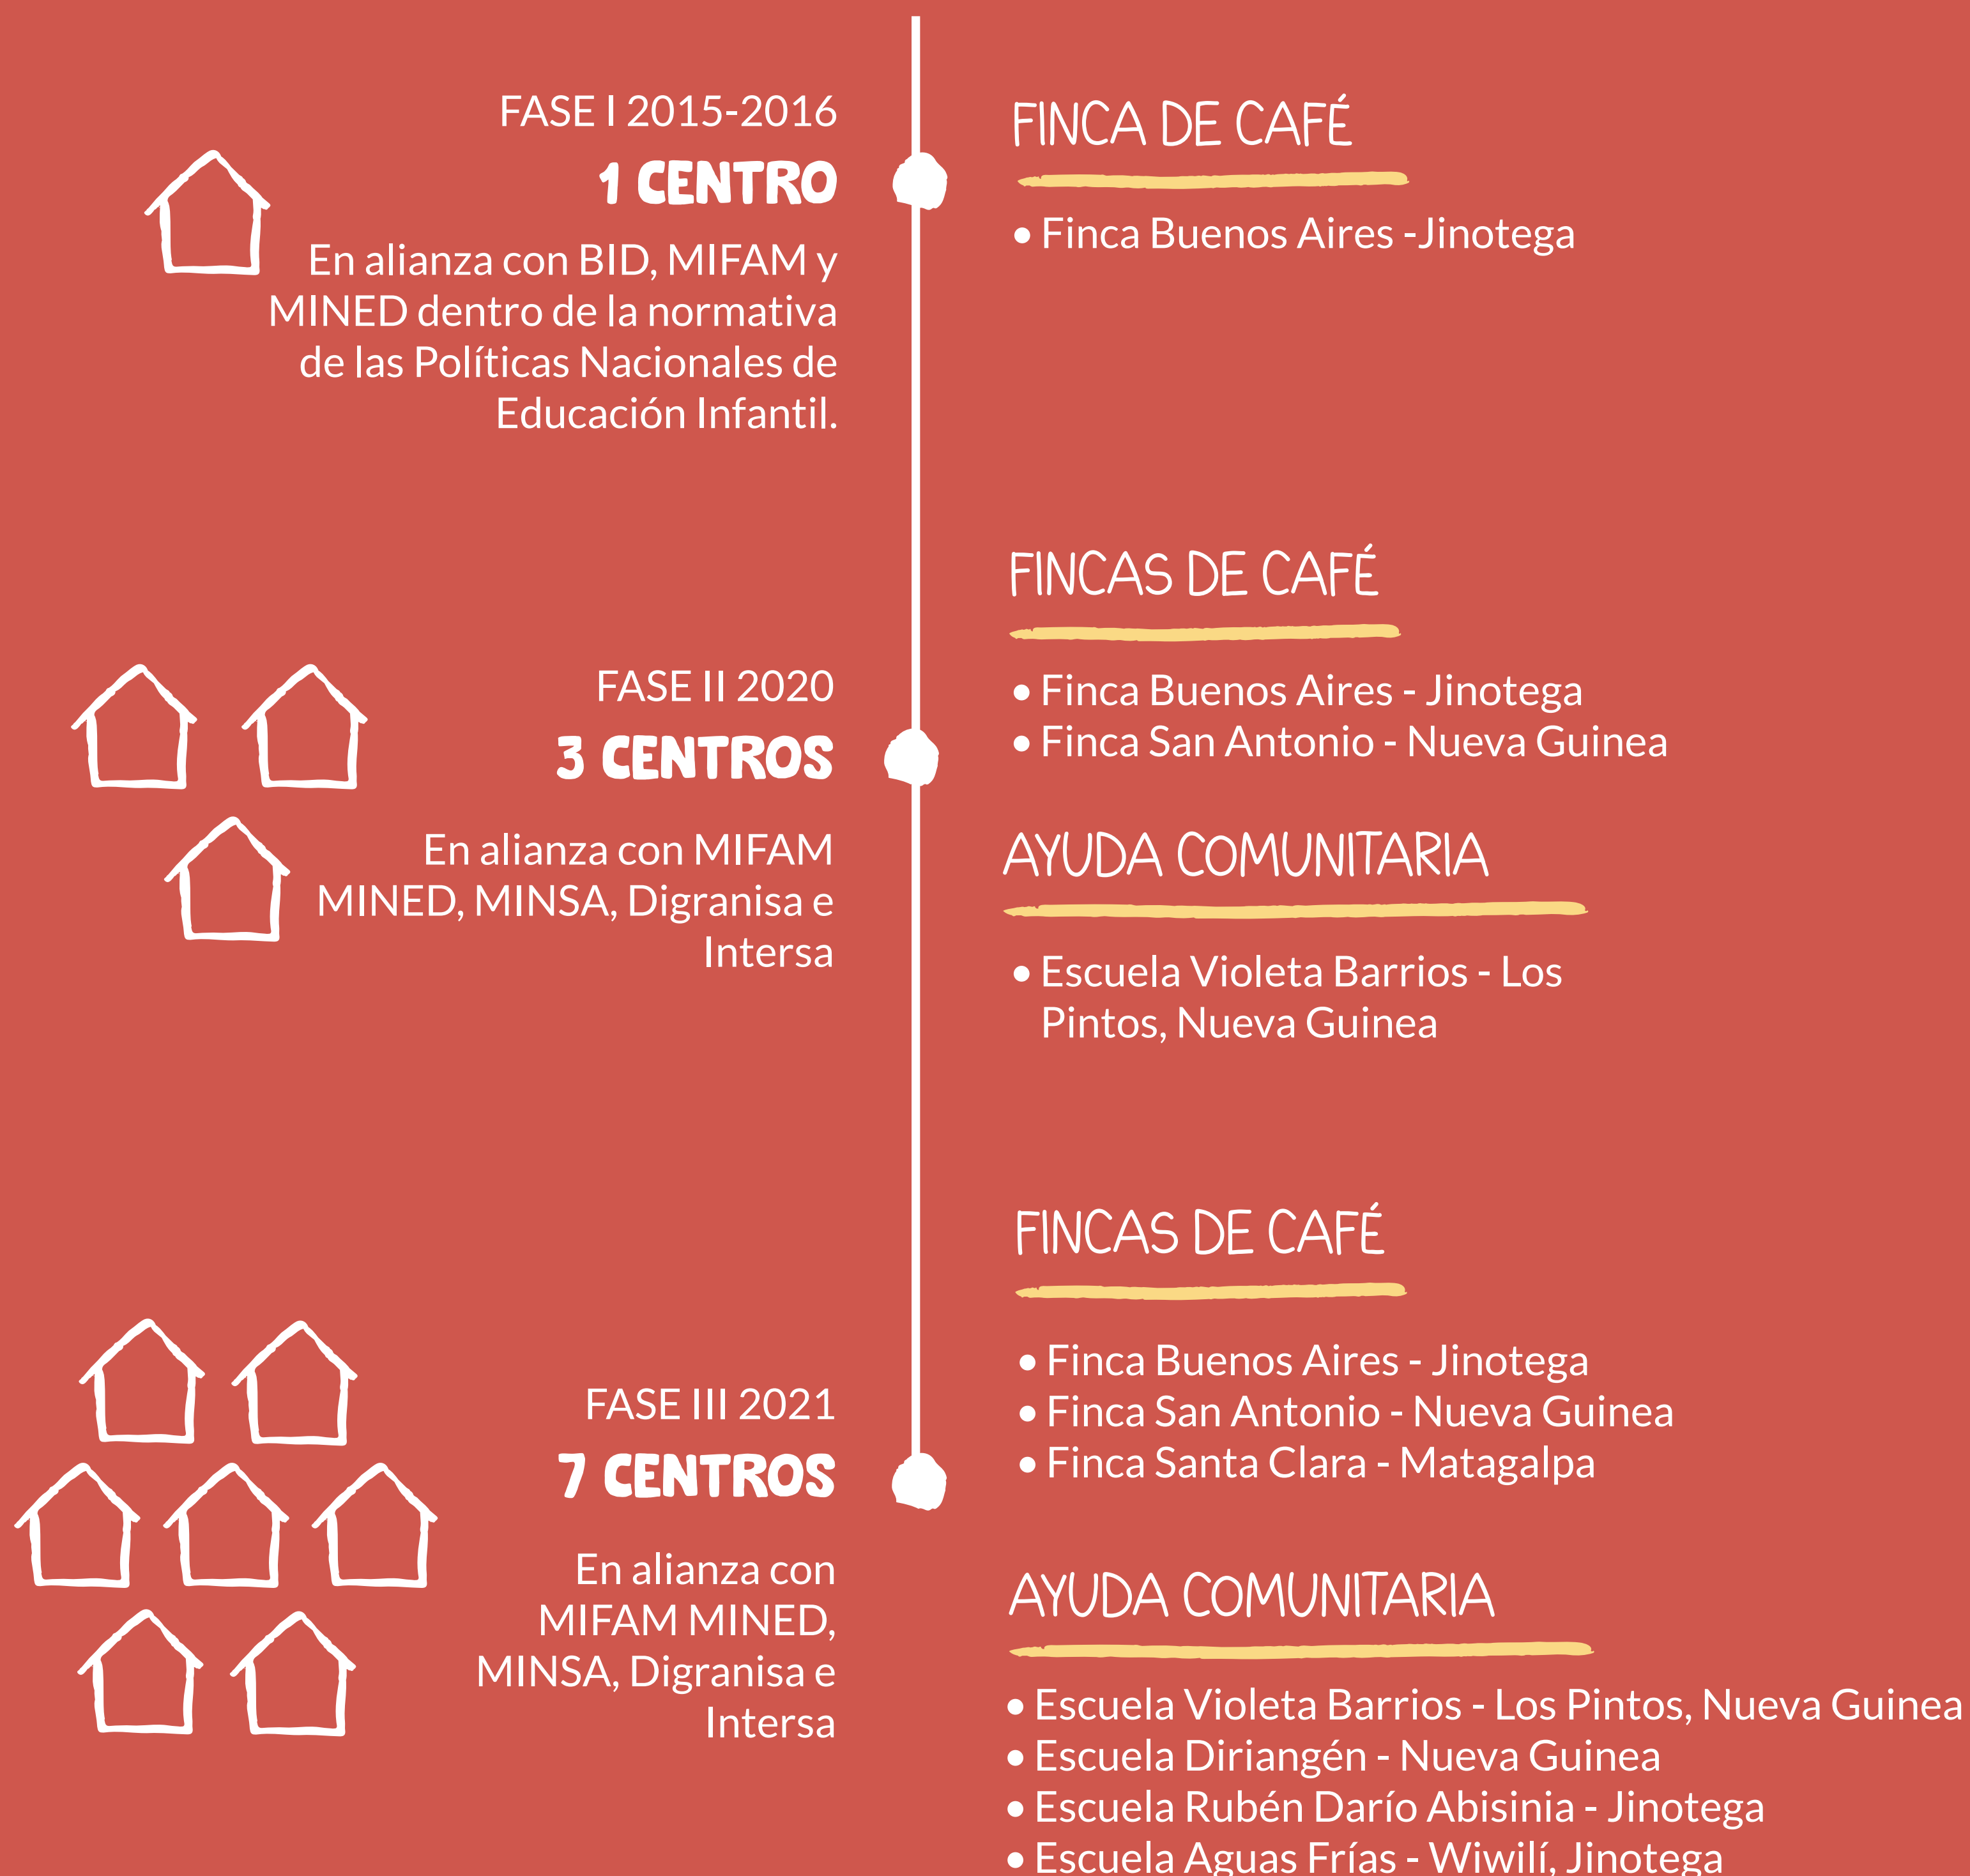 FASE I 2015-2016
1 CENTRO
En alianza con BID, MIFAM y
MINED dentro de la normativa
de las Políticas Nacionales de
Educación Infantil.
FINCA DE CAFÉ
• Finca Buenos Aires -Jinotega
FASE II 2020
3 CENTROS
En alianza con MIFAM
MINED, MINSA, Digranisa e
Intersa
FINCAS DE CAFÉ
• Finca Buenos Aires - Jinotega
• Finca San Antonio - Nueva Guinea
AYUDA COMUNITARIA
• Escuela Violeta Barrios - Los
Pintos, Nueva Guinea
FASE III 2021
7 CENTROS
En alianza con
MIFAM MINED,
MINSA, Digranisa e
Intersa
FINCAS DE CAFÉ
• Finca Buenos Aires - Jinotega
• Finca San Antonio - Nueva Guinea
• Finca Santa Clara - Matagalpa
AYUDA COMUNITARIA
• Escuela Violeta Barrios - Los Pintos, Nueva Guinea
• Escuela Diriangén - Nueva Guinea
• Escuela Rubén Darío Abisinia - Jinotega
• Escuela Aguas Frías - Wiwilí, Jinotega